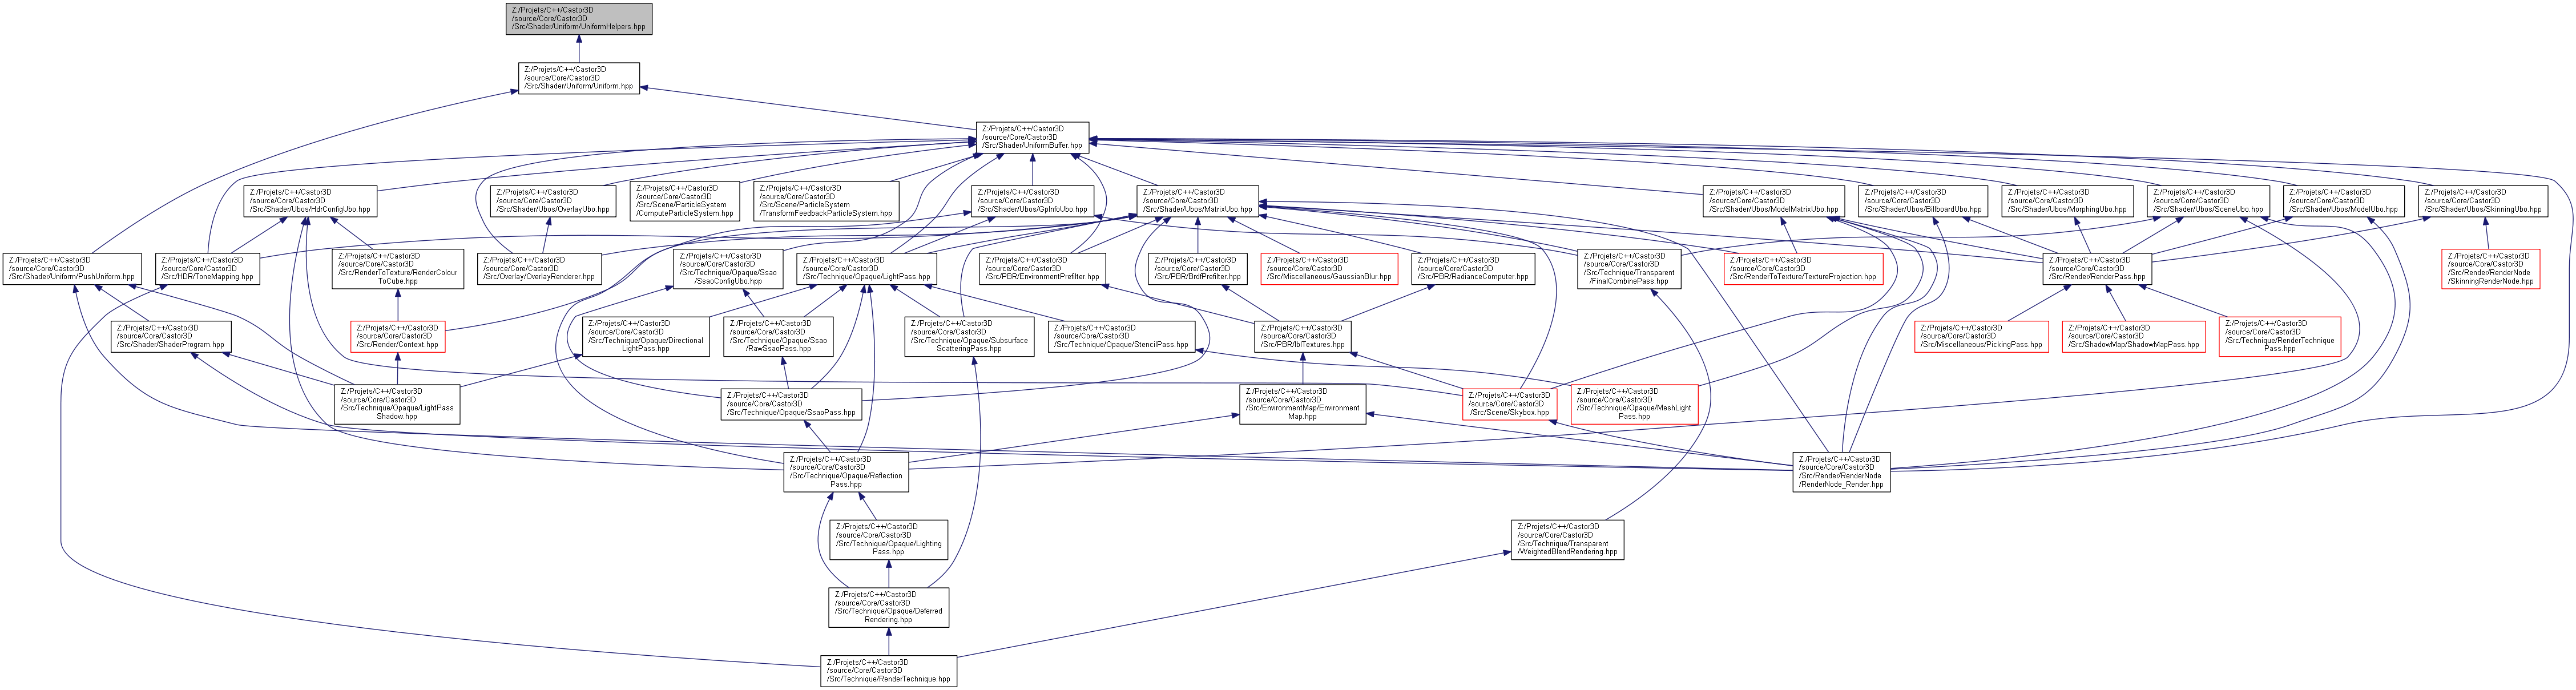 Z:/Projets/C++/Castor3D
/source/Core/Castor3D
/Src/Shader/Uniform/UniformHelpers.hpp
Z:/Projets/C++/Castor3D
/source/Core/Castor3D
/Src/Shader/Uniform/Uniform.hpp
Z:/Projets/C++/Castor3D
/source/Core/Castor3D
/Src/Shader/UniformBuffer.hpp
Z:/Projets/C++/Castor3D
/source/Core/Castor3D
/Src/Shader/Ubos/HdrConfigUbo.hpp
Z:/Projets/C++/Castor3D
/source/Core/Castor3D
/Src/Shader/Ubos/OverlayUbo.hpp
Z:/Projets/C++/Castor3D
/source/Core/Castor3D
/Src/Scene/ParticleSystem
/ComputeParticleSystem.hpp
Z:/Projets/C++/Castor3D
/source/Core/Castor3D
/Src/Scene/ParticleSystem
/TransformFeedbackParticleSystem.hpp
Z:/Projets/C++/Castor3D
/source/Core/Castor3D
/Src/Shader/Ubos/GpInfoUbo.hpp
Z:/Projets/C++/Castor3D
/source/Core/Castor3D
/Src/Shader/Ubos/MatrixUbo.hpp
Z:/Projets/C++/Castor3D
/source/Core/Castor3D
/Src/Shader/Ubos/ModelMatrixUbo.hpp
Z:/Projets/C++/Castor3D
/source/Core/Castor3D
/Src/Shader/Ubos/BillboardUbo.hpp
Z:/Projets/C++/Castor3D
/source/Core/Castor3D
/Src/Shader/Ubos/MorphingUbo.hpp
Z:/Projets/C++/Castor3D
/source/Core/Castor3D
/Src/Shader/Ubos/SceneUbo.hpp
Z:/Projets/C++/Castor3D
/source/Core/Castor3D
/Src/Shader/Ubos/ModelUbo.hpp
Z:/Projets/C++/Castor3D
/source/Core/Castor3D
/Src/Shader/Ubos/SkinningUbo.hpp
Z:/Projets/C++/Castor3D
/source/Core/Castor3D
/Src/Shader/Uniform/PushUniform.hpp
Z:/Projets/C++/Castor3D
/source/Core/Castor3D
/Src/HDR/ToneMapping.hpp
Z:/Projets/C++/Castor3D
/source/Core/Castor3D
/Src/RenderToTexture/RenderColour
ToCube.hpp
Z:/Projets/C++/Castor3D
/source/Core/Castor3D
/Src/Overlay/OverlayRenderer.hpp
Z:/Projets/C++/Castor3D
/source/Core/Castor3D
/Src/Technique/Opaque/Ssao
/SsaoConfigUbo.hpp
Z:/Projets/C++/Castor3D
/source/Core/Castor3D
/Src/Technique/Opaque/LightPass.hpp
Z:/Projets/C++/Castor3D
/source/Core/Castor3D
/Src/PBR/EnvironmentPrefilter.hpp
Z:/Projets/C++/Castor3D
/source/Core/Castor3D
/Src/PBR/BrdfPrefilter.hpp
Z:/Projets/C++/Castor3D
/source/Core/Castor3D
/Src/Miscellaneous/GaussianBlur.hpp
Z:/Projets/C++/Castor3D
/source/Core/Castor3D
/Src/PBR/RadianceComputer.hpp
Z:/Projets/C++/Castor3D
/source/Core/Castor3D
/Src/Technique/Transparent
/FinalCombinePass.hpp
Z:/Projets/C++/Castor3D
/source/Core/Castor3D
/Src/RenderToTexture/TextureProjection.hpp
Z:/Projets/C++/Castor3D
/source/Core/Castor3D
/Src/Render/RenderPass.hpp
Z:/Projets/C++/Castor3D
/source/Core/Castor3D
/Src/Render/RenderNode
/SkinningRenderNode.hpp
Z:/Projets/C++/Castor3D
/source/Core/Castor3D
/Src/Shader/ShaderProgram.hpp
Z:/Projets/C++/Castor3D
/source/Core/Castor3D
/Src/Render/Context.hpp
Z:/Projets/C++/Castor3D
/source/Core/Castor3D
/Src/Technique/Opaque/Directional
LightPass.hpp
Z:/Projets/C++/Castor3D
/source/Core/Castor3D
/Src/Technique/Opaque/Ssao
/RawSsaoPass.hpp
Z:/Projets/C++/Castor3D
/source/Core/Castor3D
/Src/Technique/Opaque/Subsurface
ScatteringPass.hpp
Z:/Projets/C++/Castor3D
/source/Core/Castor3D
/Src/Technique/Opaque/StencilPass.hpp
Z:/Projets/C++/Castor3D
/source/Core/Castor3D
/Src/PBR/IblTextures.hpp
Z:/Projets/C++/Castor3D
/source/Core/Castor3D
/Src/Miscellaneous/PickingPass.hpp
Z:/Projets/C++/Castor3D
/source/Core/Castor3D
/Src/ShadowMap/ShadowMapPass.hpp
Z:/Projets/C++/Castor3D
/source/Core/Castor3D
/Src/Technique/RenderTechnique
Pass.hpp
Z:/Projets/C++/Castor3D
/source/Core/Castor3D
/Src/Technique/Opaque/LightPass
Shadow.hpp
Z:/Projets/C++/Castor3D
/source/Core/Castor3D
/Src/Technique/Opaque/SsaoPass.hpp
Z:/Projets/C++/Castor3D
/source/Core/Castor3D
/Src/EnvironmentMap/Environment
Map.hpp
Z:/Projets/C++/Castor3D
/source/Core/Castor3D
/Src/Scene/Skybox.hpp
Z:/Projets/C++/Castor3D
/source/Core/Castor3D
/Src/Technique/Opaque/MeshLight
Pass.hpp
Z:/Projets/C++/Castor3D
/source/Core/Castor3D
/Src/Technique/Opaque/Reflection
Pass.hpp
Z:/Projets/C++/Castor3D
/source/Core/Castor3D
/Src/Render/RenderNode
/RenderNode_Render.hpp
Z:/Projets/C++/Castor3D
/source/Core/Castor3D
/Src/Technique/Opaque/Lighting
Pass.hpp
Z:/Projets/C++/Castor3D
/source/Core/Castor3D
/Src/Technique/Transparent
/WeightedBlendRendering.hpp
Z:/Projets/C++/Castor3D
/source/Core/Castor3D
/Src/Technique/Opaque/Deferred
Rendering.hpp
Z:/Projets/C++/Castor3D
/source/Core/Castor3D
/Src/Technique/RenderTechnique.hpp